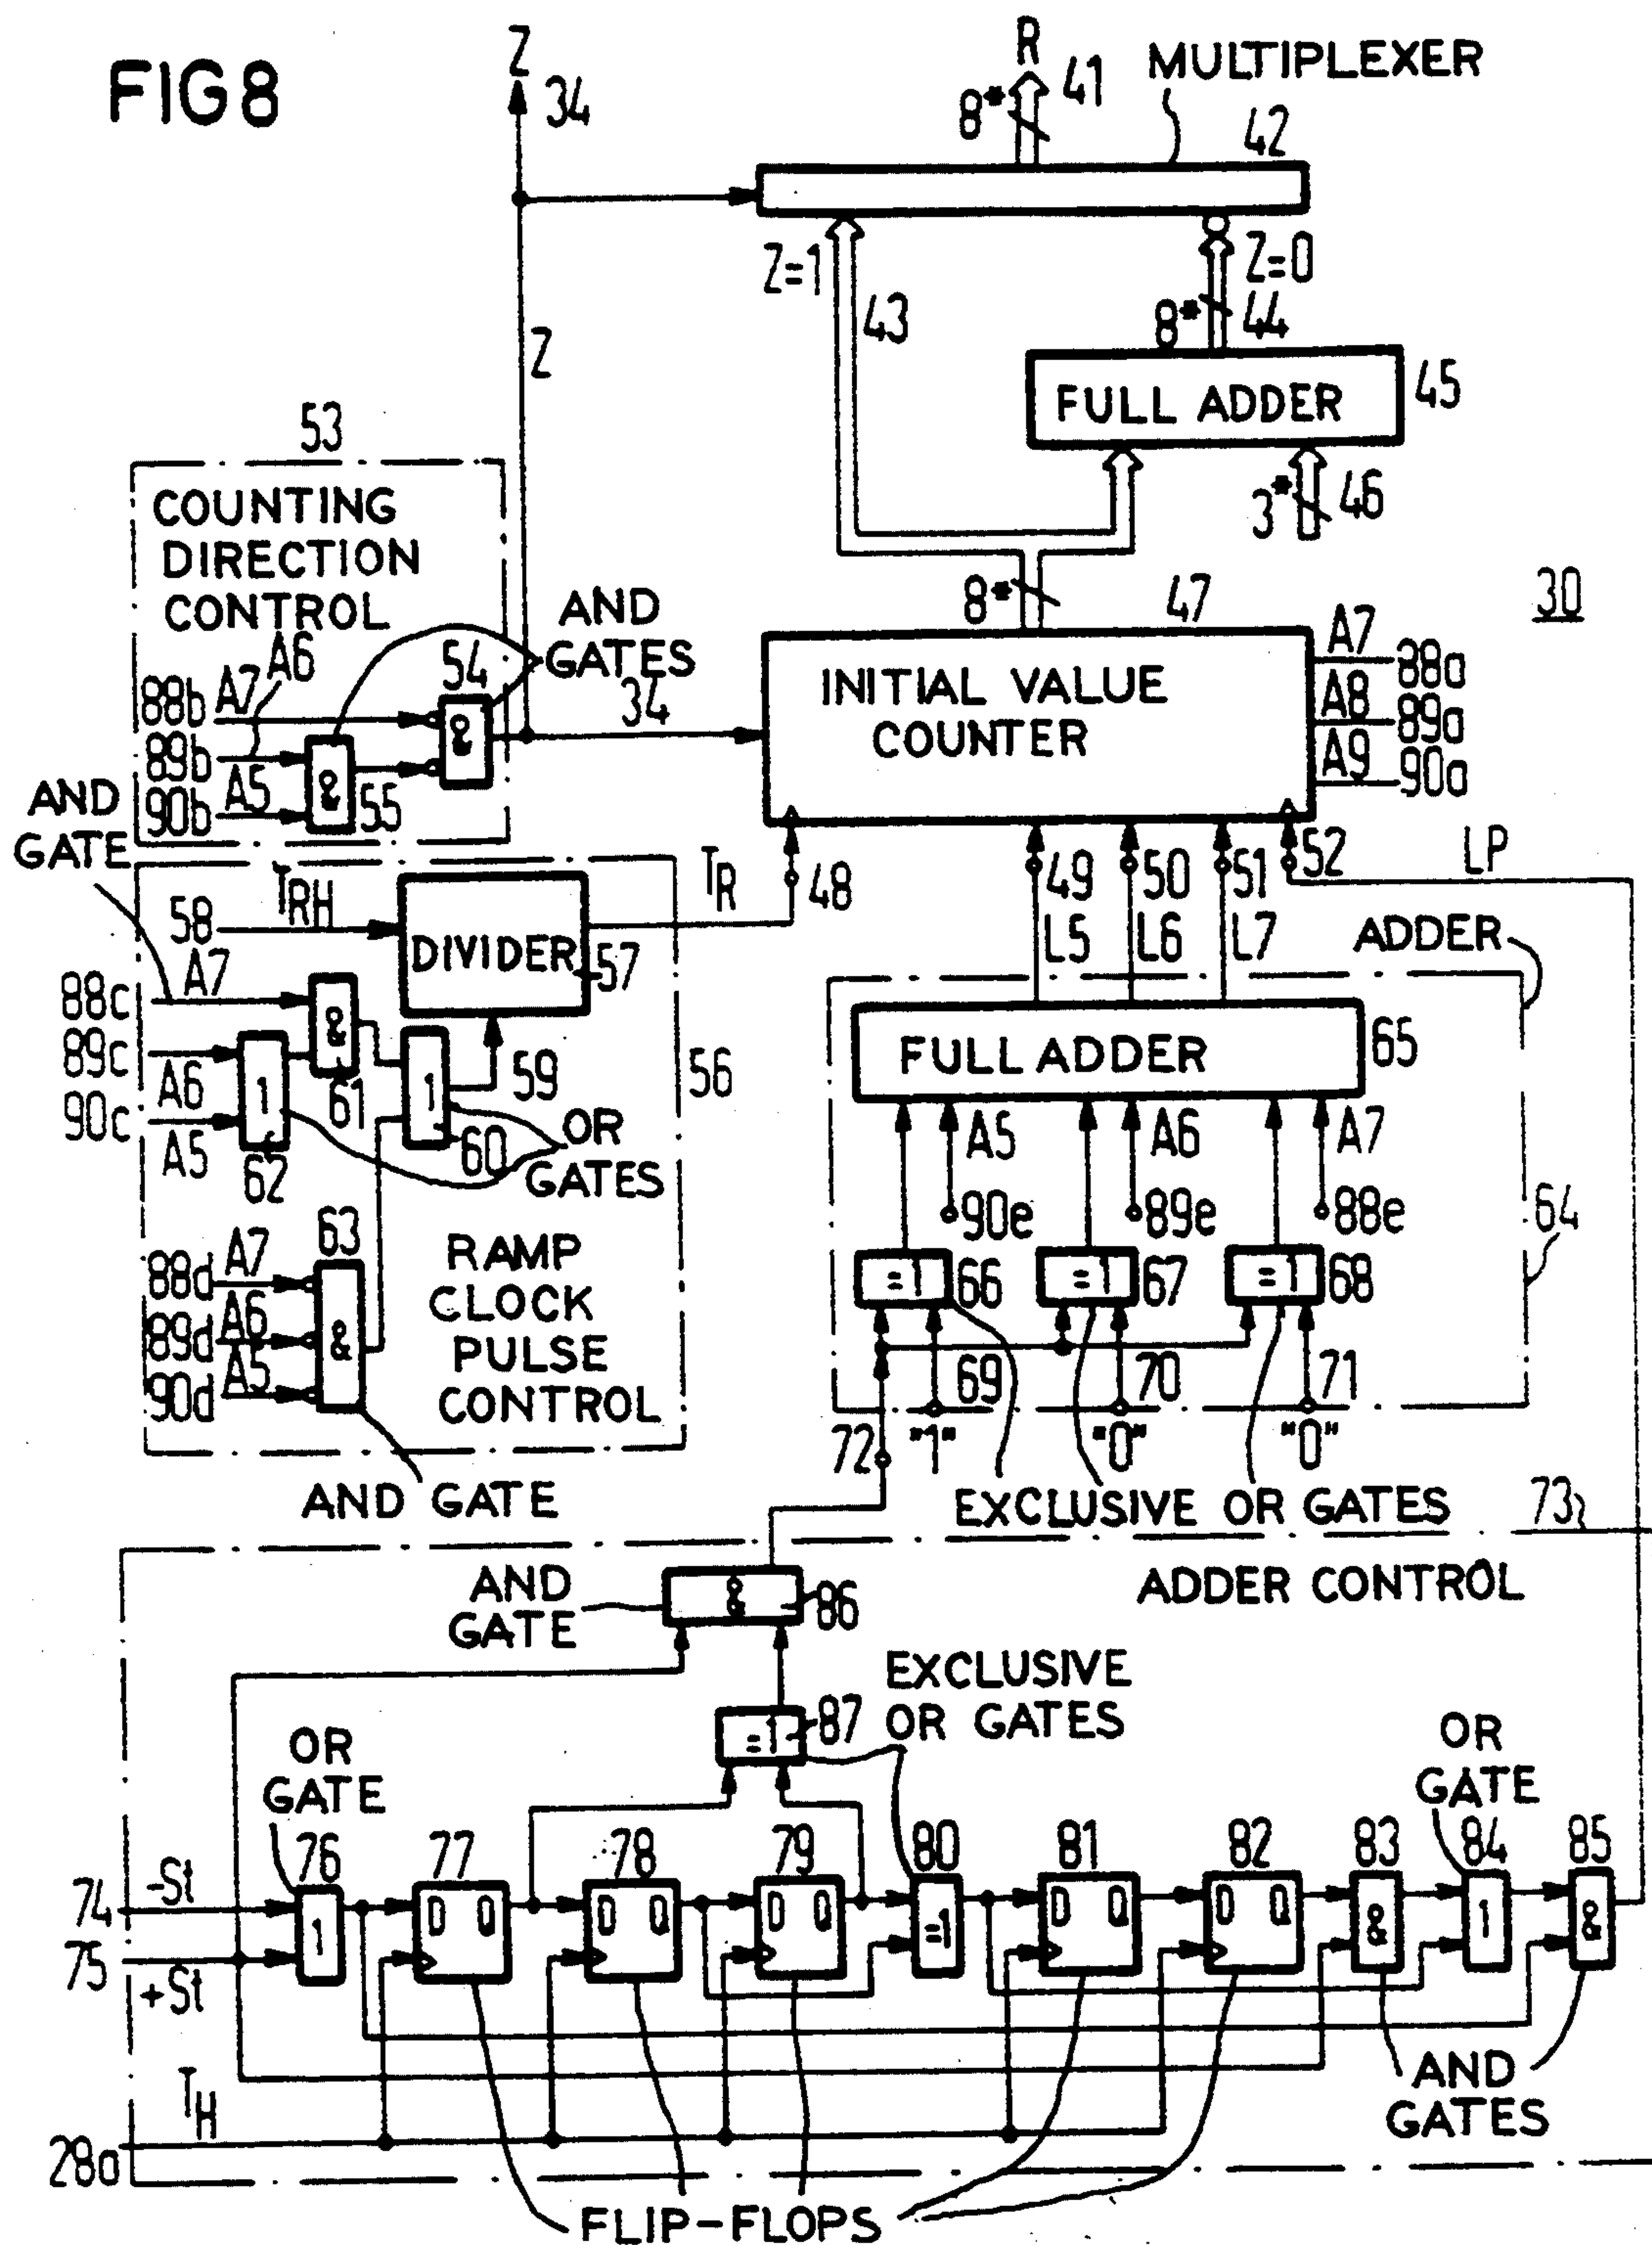 FIG 8
Z
34
R
8*
41
MULTIPLEXER
42
Z=1
Z=0
43
8*
44
Z
FULL ADDER
45
3*
46
53
COUNTING
DIRECTION
CONTROL
AND
GATES
8*
47
30
88b A7 A6
54
34
89b
90b A5
&
&
55
INITIAL VALUE
COUNTER
A7 88a
A8 89a
A9 90a
AND
GATE
58 TRH
DIVIDER
57
TR
48
49
50
51
52
LP
L5
L6
L7
ADDER
88c A7
89c A6
90c A5
&
61
1
62
1
60
59
56
OR
GATES
FULL ADDER
65
A5
A6
A7
90e
89e
88e
64
63
88d A7
89d A6
90d A5
&
RAMP
CLOCK
PULSE
CONTROL
=1 66
=1 67
=1 68
69
70
71
72
"1"
"0"
"0"
AND GATE
EXCLUSIVE OR GATES
73
ADDER CONTROL
AND
GATE
&
86
EXCLUSIVE
OR GATES
=1
87
OR
GATE
OR
GATE
76
77
78
79
80
81
82
83
84
85
74 -St
75 +St
1
D Q
D Q
D Q
=1
D Q
D Q
&
1
&
TH
28a
AND
GATES
FLIP-FLOPS